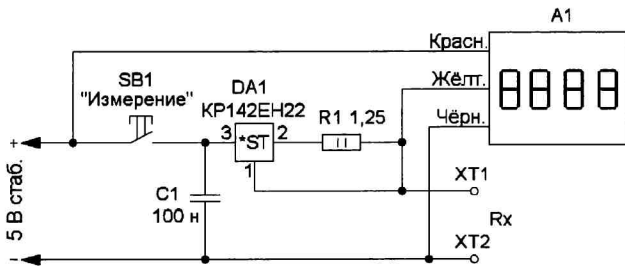 A1
Красн.
SB1
"Измерение"
DA1
КР142ЕН22
Жёлт.
8888
R1 1,25
Чёрн.
+
3
*ST
2
1
5 В стаб.
C1
100 н
XT1
Rx
XT2
−